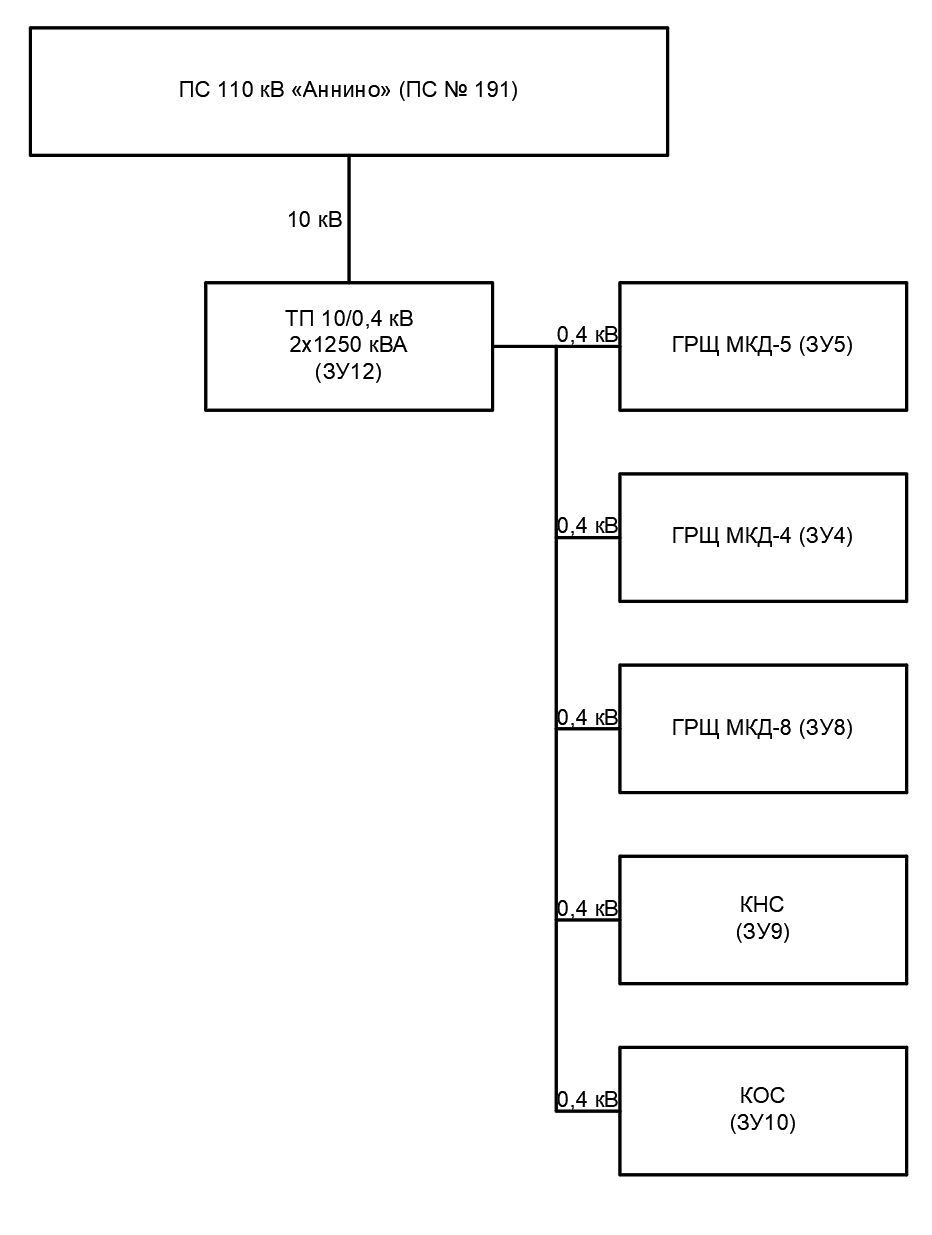 ПС 110 кВ «Аннино» (ПС № 191)
10 кВ
ТП 10/0,4 кВ
2х1250 кВА
(ЗУ12)
0,4 кВ
ГРЩ МКД-5 (ЗУ5)
0,4 кВ
ГРЩ МКД-4 (ЗУ4)
0,4 кВ
ГРЩ МКД-8 (ЗУ8)
0,4 кВ
КНС
(ЗУ9)
0,4 кВ
КОС
(ЗУ10)